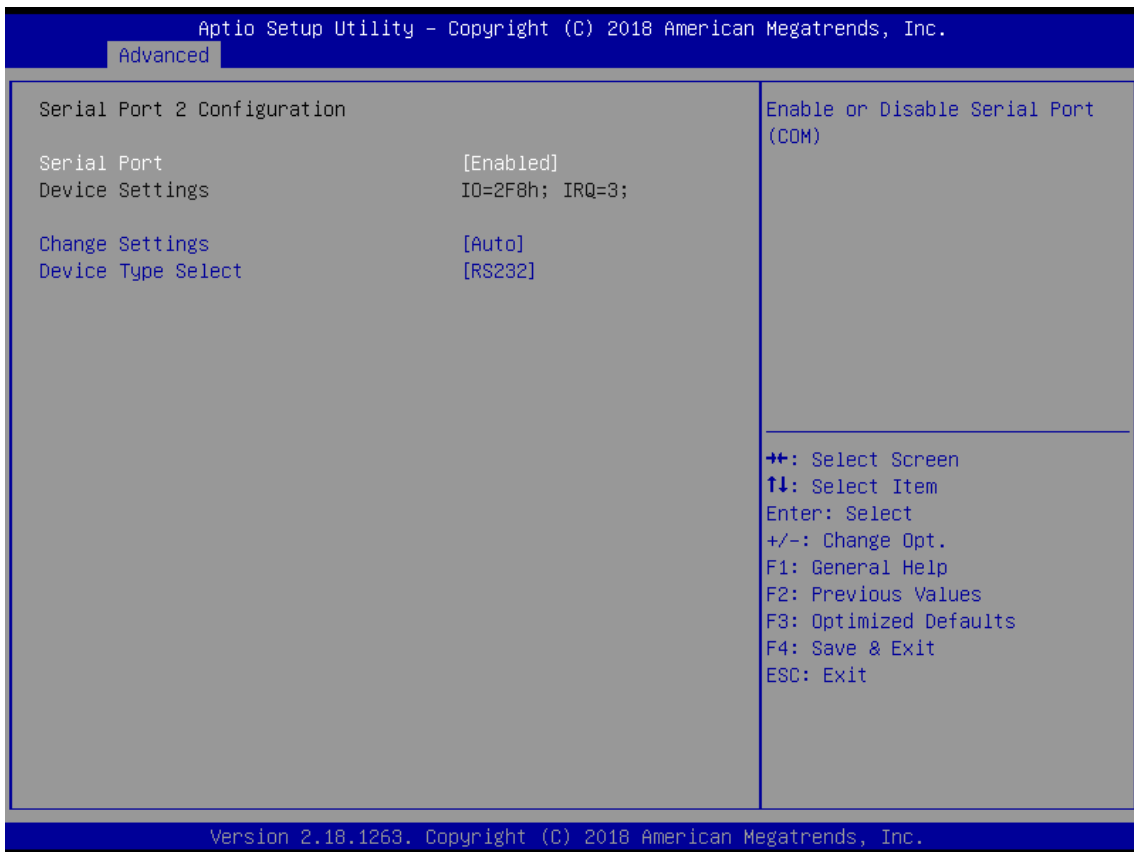 Aptio Setup Utility – Copyright (C) 2018 American Megatrends, Inc.
Advanced
Serial Port 2 Configuration
Serial Port [Enabled]
Device Settings IO=2F8h; IRQ=3;
Change Settings [Auto]
Device Type Select [RS232]
Enable or Disable Serial Port
(COM)
→←: Select Screen
↑↓: Select Item
Enter: Select
+/-: Change Opt.
F1: General Help
F2: Previous Values
F3: Optimized Defaults
F4: Save & Exit
ESC: Exit
Version 2.18.1263. Copyright (C) 2018 American Megatrends, Inc.